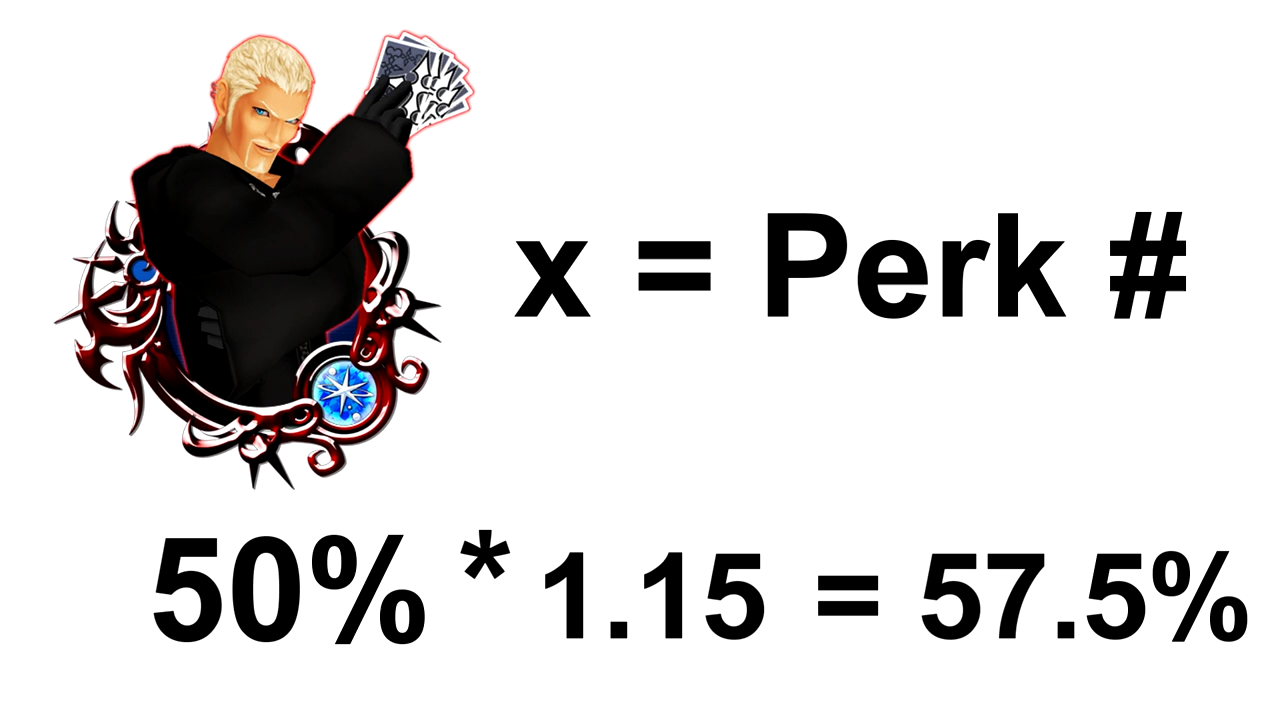 x = Perk #
50% * 1.15 = 57.5%